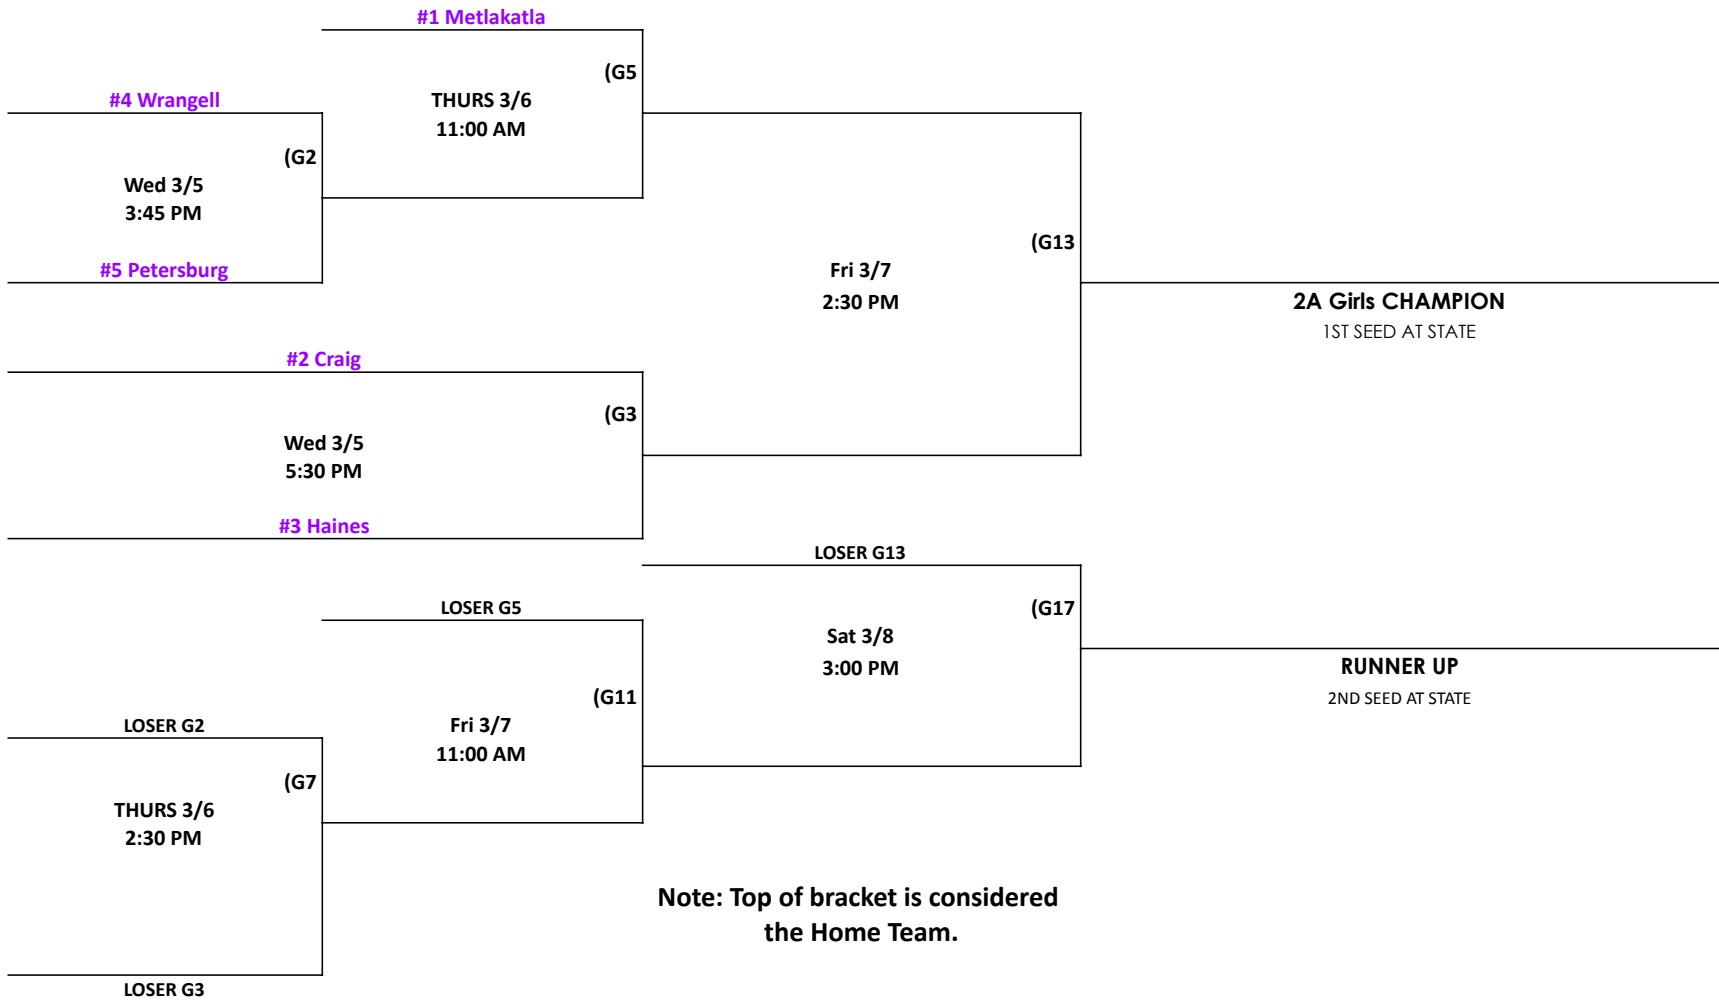 #1 Metlakatla
(G5
#4 Wrangell
THURS 3/6
11:00 AM
(G2
Wed 3/5
3:45 PM
(G13
#5 Petersburg
Fri 3/7
2:30 PM
2A Girls CHAMPION
1ST SEED AT STATE
#2 Craig
(G3
Wed 3/5
5:30 PM
#3 Haines
LOSER G13
LOSER G5
(G17
Sat 3/8
3:00 PM
RUNNER UP
2ND SEED AT STATE
(G11
LOSER G2
Fri 3/7
11:00 AM
(G7
THURS 3/6
2:30 PM
Note: Top of bracket is considered
the Home Team.
LOSER G3